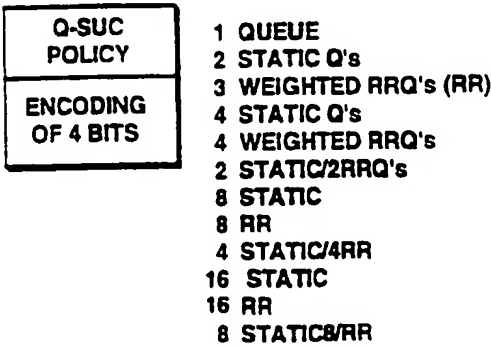 Q-SUC
POLICY
ENCODING
OF 4 BITS
1 QUEUE
2 STATIC Q's
3 WEIGHTED RRQ's (RR)
4 STATIC Q's
4 WEIGHTED RRQ's
2 STATIC/2RRQ's
8 STATIC
8 RR
4 STATIC/4RR
16 STATIC
16 RR
8 STATIC8/RR